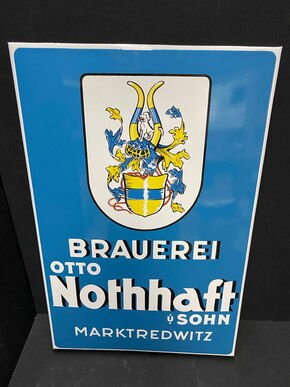 BRAUEREI
OTTO
Nothhaft
u. SOHN
MARKTREDWITZ